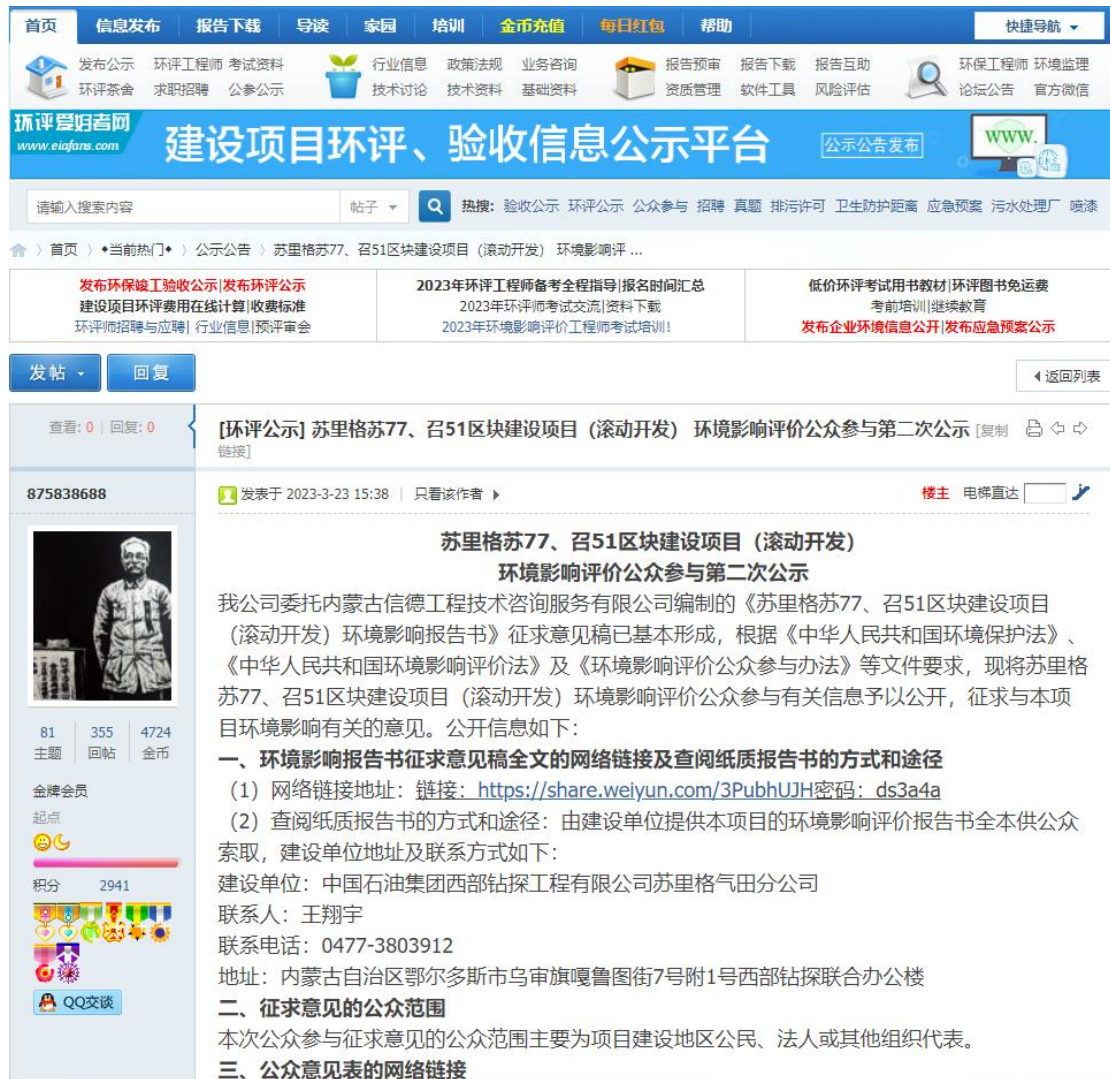 首页 信息发布 报告下载 导读 家园 培训 金币充值 每日红包 帮助 快捷导航
发布公示 环评工程师 考试资料 行业信息 政策法规 业务咨询 报告预审 报告下载 报告互助 环保工程师 环境监理
环评茶舍 求职招聘 公参公示 技术讨论 技术资料 基础资料 资质管理 软件工具 风险评估 论坛公告 官方微信
环评爱好者网
www.eiafans.com
建设项目环评、验收信息公示平台 公示公告发布 WWW.
请输入搜索内容 帖子 热搜: 验收公示 环评公示 公众参与 招聘 真题 排污许可 卫生防护距离 应急预案 污水处理厂 喷漆
首页 〉 ◆当前热门◆ 〉 公示公告 〉 苏里格苏77、召51区块建设项目（滚动开发） 环境影响评 ...
发布环保竣工验收公示|发布环评公示 2023年环评工程师备考全程指导|报名时间汇总 低价环评考试用书教材|环评图书免运费
建设项目环评费用在线计算|收费标准 2023年环评师考试交流|资料下载 考前培训|继续教育
环评师招聘与应聘| 行业信息|预评审会 2023年环境影响评价工程师考试培训! 发布企业环境信息公开|发布应急预案公示
发帖 回复 返回列表
查看: 0 | 回复: 0 [环评公示] 苏里格苏77、召51区块建设项目（滚动开发） 环境影响评价公众参与第二次公示 [复制
链接]
875838688 发表于 2023-3-23 15:38 | 只看该作者 楼主 电梯直达
苏里格苏77、召51区块建设项目（滚动开发）
环境影响评价公众参与第二次公示
我公司委托内蒙古信德工程技术咨询服务有限公司编制的《苏里格苏77、召51区块建设项目
（滚动开发）环境影响报告书》征求意见稿已基本形成，根据《中华人民共和国环境保护法》、
《中华人民共和国环境影响评价法》及《环境影响评价公众参与办法》等文件要求，现将苏里格
苏77、召51区块建设项目（滚动开发）环境影响评价公众参与有关信息予以公开，征求与本项
目环境影响有关的意见。公开信息如下：
81 355 4724
主题 回帖 金币
金牌会员
起点
积分 2941
QQ交谈
一、环境影响报告书征求意见稿全文的网络链接及查阅纸质报告书的方式和途径
（1）网络链接地址：链接：https://share.weiyun.com/3PubhUJH密码：ds3a4a
（2）查阅纸质报告书的方式和途径：由建设单位提供本项目的环境影响评价报告书全本供公众
索取，建设单位地址及联系方式如下：
建设单位：中国石油集团西部钻探工程有限公司苏里格气田分公司
联系人：王翔宇
联系电话：0477-3803912
地址：内蒙古自治区鄂尔多斯市乌审旗嘎鲁图街7号附1号西部钻探联合办公楼
二、征求意见的公众范围
本次公众参与征求意见的公众范围主要为项目建设地区公民、法人或其他组织代表。
三、公众意见表的网络链接